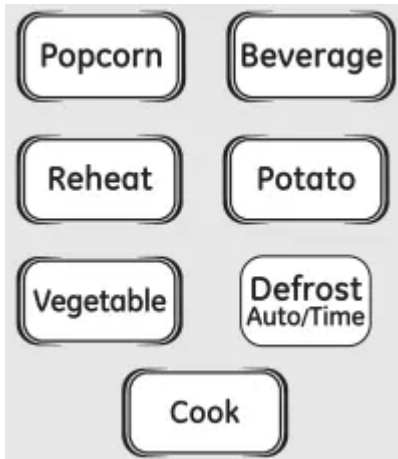 Popcorn
Beverage
Reheat
Potato
Vegetable
Defrost
Auto/Time
Cook